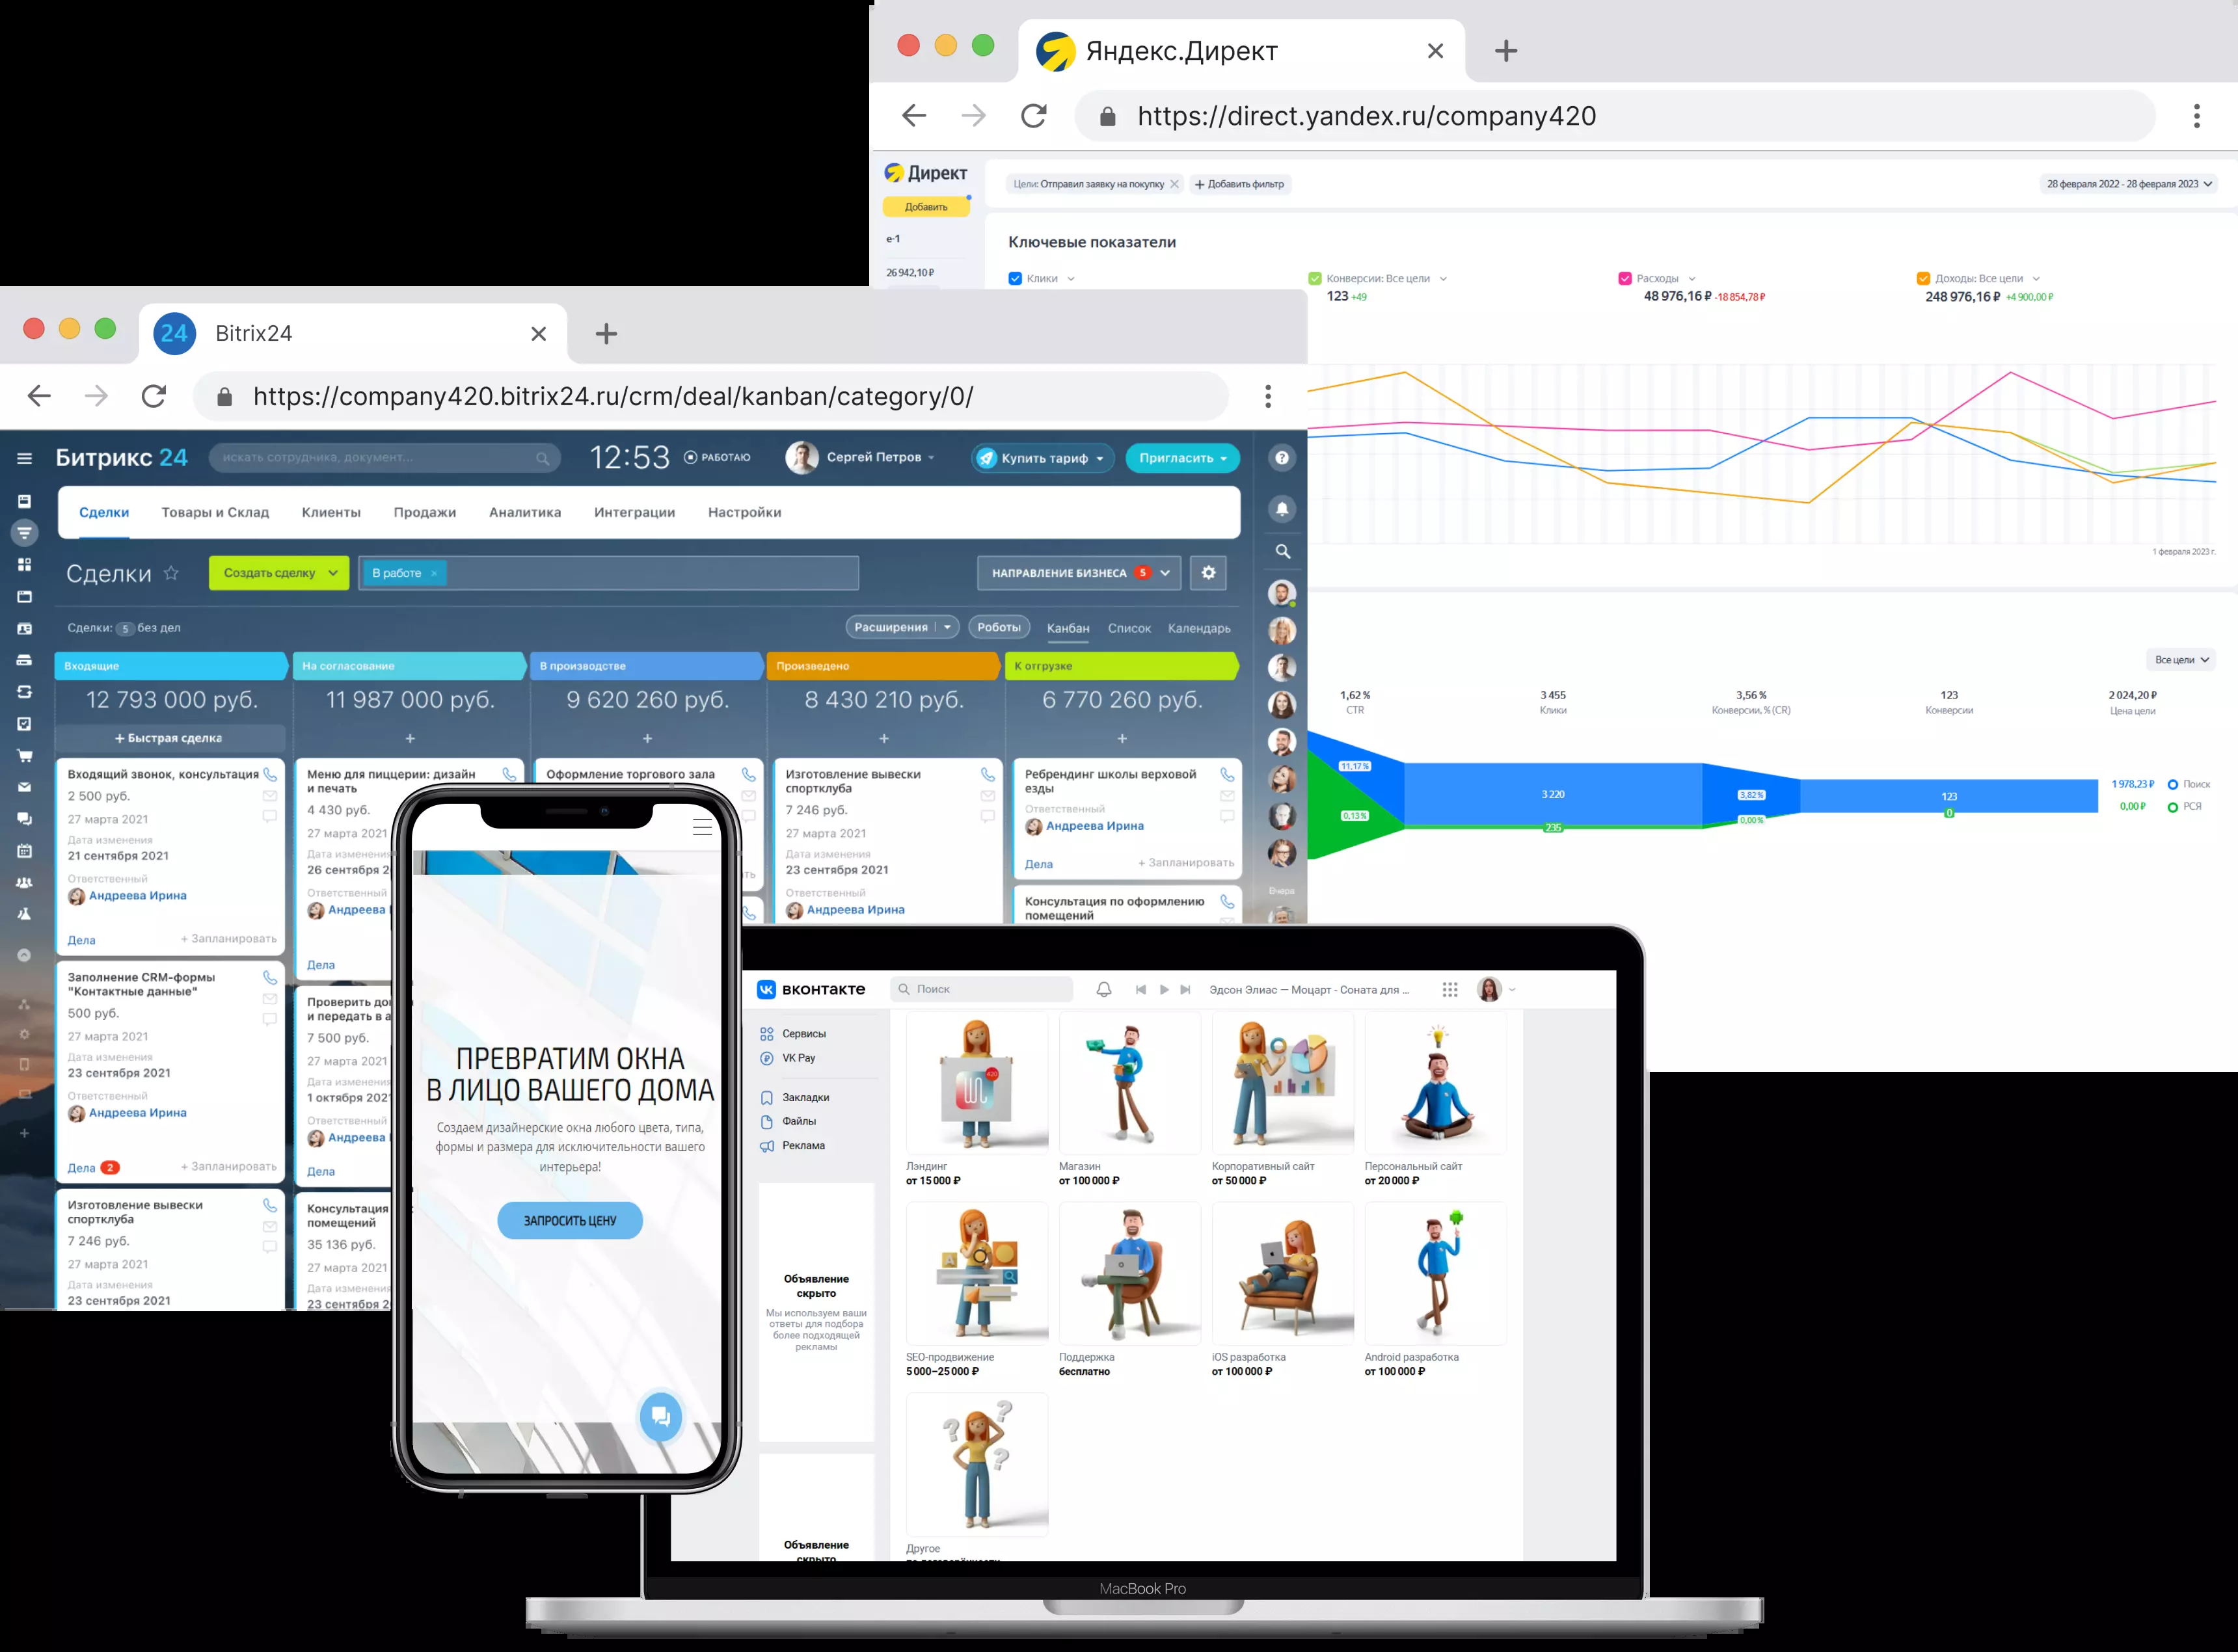 Яндекс.Директ
https://direct.yandex.ru/company420
Директ
Добавить
e-1
26 942,10 ₽
Цели: Отправил заявку на покупку
+ Добавить фильтр
28 февраля 2022 - 28 февраля 2023
Ключевые показатели
Клики
Конверсии: Все цели
123 +49
Расходы
48 976,16 ₽ -18 854,78 ₽
Доходы: Все цели
248 976,16 ₽ +4 900,00 ₽
1 февраля 2023 г.
Все цели
1,62 %
CTR
3 455
Клики
3,56 %
Конверсии, % (CR)
123
Конверсии
2 024,20 ₽
Цена цели
11,17 %
0,13 %
3 220
235
3,82 %
0,00 %
123
0
1 978,23 ₽
Поиск
0,00 ₽
РСЯ
24
Bitrix24
https://company420.bitrix24.ru/crm/deal/kanban/category/0/
Битрикс 24
искать сотрудника, документ...
12:53
РАБОТАЮ
Сергей Петров
Купить тариф
Пригласить
Сделки
Товары и Склад
Клиенты
Продажи
Аналитика
Интеграции
Настройки
Сделки
Создать сделку
В работе
НАПРАВЛЕНИЕ БИЗНЕСА 5
Сделки: 5 без дел
Расширения
Роботы
Канбан
Список
Календарь
Входящие
12 793 000 руб.
+ Быстрая сделка
Входящий звонок, консультация
2 500 руб.
27 марта 2021
Дата изменения
21 сентября 2021
Ответственный
Андреева Ирина
Дела
+ Запланировать
Заполнение CRM-формы
"Контактные данные"
500 руб.
27 марта 2021
Дата изменения
23 сентября 2021
Ответственный
Андреева Ирина
Дела 2
+ Запланировать
Изготовление вывески
спортклуба
7 246 руб.
27 марта 2021
Дата изменения
23 сентября 2021
На согласование
11 987 000 руб.
+
Меню для пиццерии: дизайн
и печать
4 430 руб.
27 марта 2021
Дата изменения
26 сентября 2
Ответственный
Андреева
Дела
Проверить до
и передать в а
7 500 руб.
27 марта 2021
Дата изменения
1 октября 202
Ответственный
Андреева
Дела
Консультация
помещений
35 136 руб.
27 марта 2021
Дата изменения
23 сентября 2
В производстве
9 620 260 руб.
+
Оформление торгового зала
ть
Произведено
8 430 210 руб.
+
Изготовление вывески
спортклуба
7 246 руб.
27 марта 2021
Дата изменения
23 сентября 2021
Ответственный
Андреева Ирина
К отгрузке
6 770 260 руб.
+
Ребрендинг школы верховой
езды
Ответственный
Андреева Ирина
Дела
+ Запланировать
Консультация по оформлению
помещений
Вчера
ПРЕВРАТИМ ОКНА
В ЛИЦО ВАШЕГО ДОМА
Создаем дизайнерские окна любого цвета, типа,
формы и размера для исключительности вашего
интерьера!
ЗАПРОСИТЬ ЦЕНУ
вконтакте
Поиск
Эдсон Элиас — Моцарт - Соната для ...
Сервисы
VK Pay
Закладки
Файлы
Реклама
Объявление
скрыто
Мы используем ваши
ответы для подбора
более подходящей
рекламы
Объявление
скрыто
420
Лэндинг
от 15 000 ₽
Магазин
от 100 000 ₽
Корпоративный сайт
от 50 000 ₽
Персональный сайт
от 20 000 ₽
SEO-продвижение
5 000–25 000 ₽
Поддержка
бесплатно
iOS разработка
от 100 000 ₽
Android разработка
от 100 000 ₽
Другое
MacBook Pro